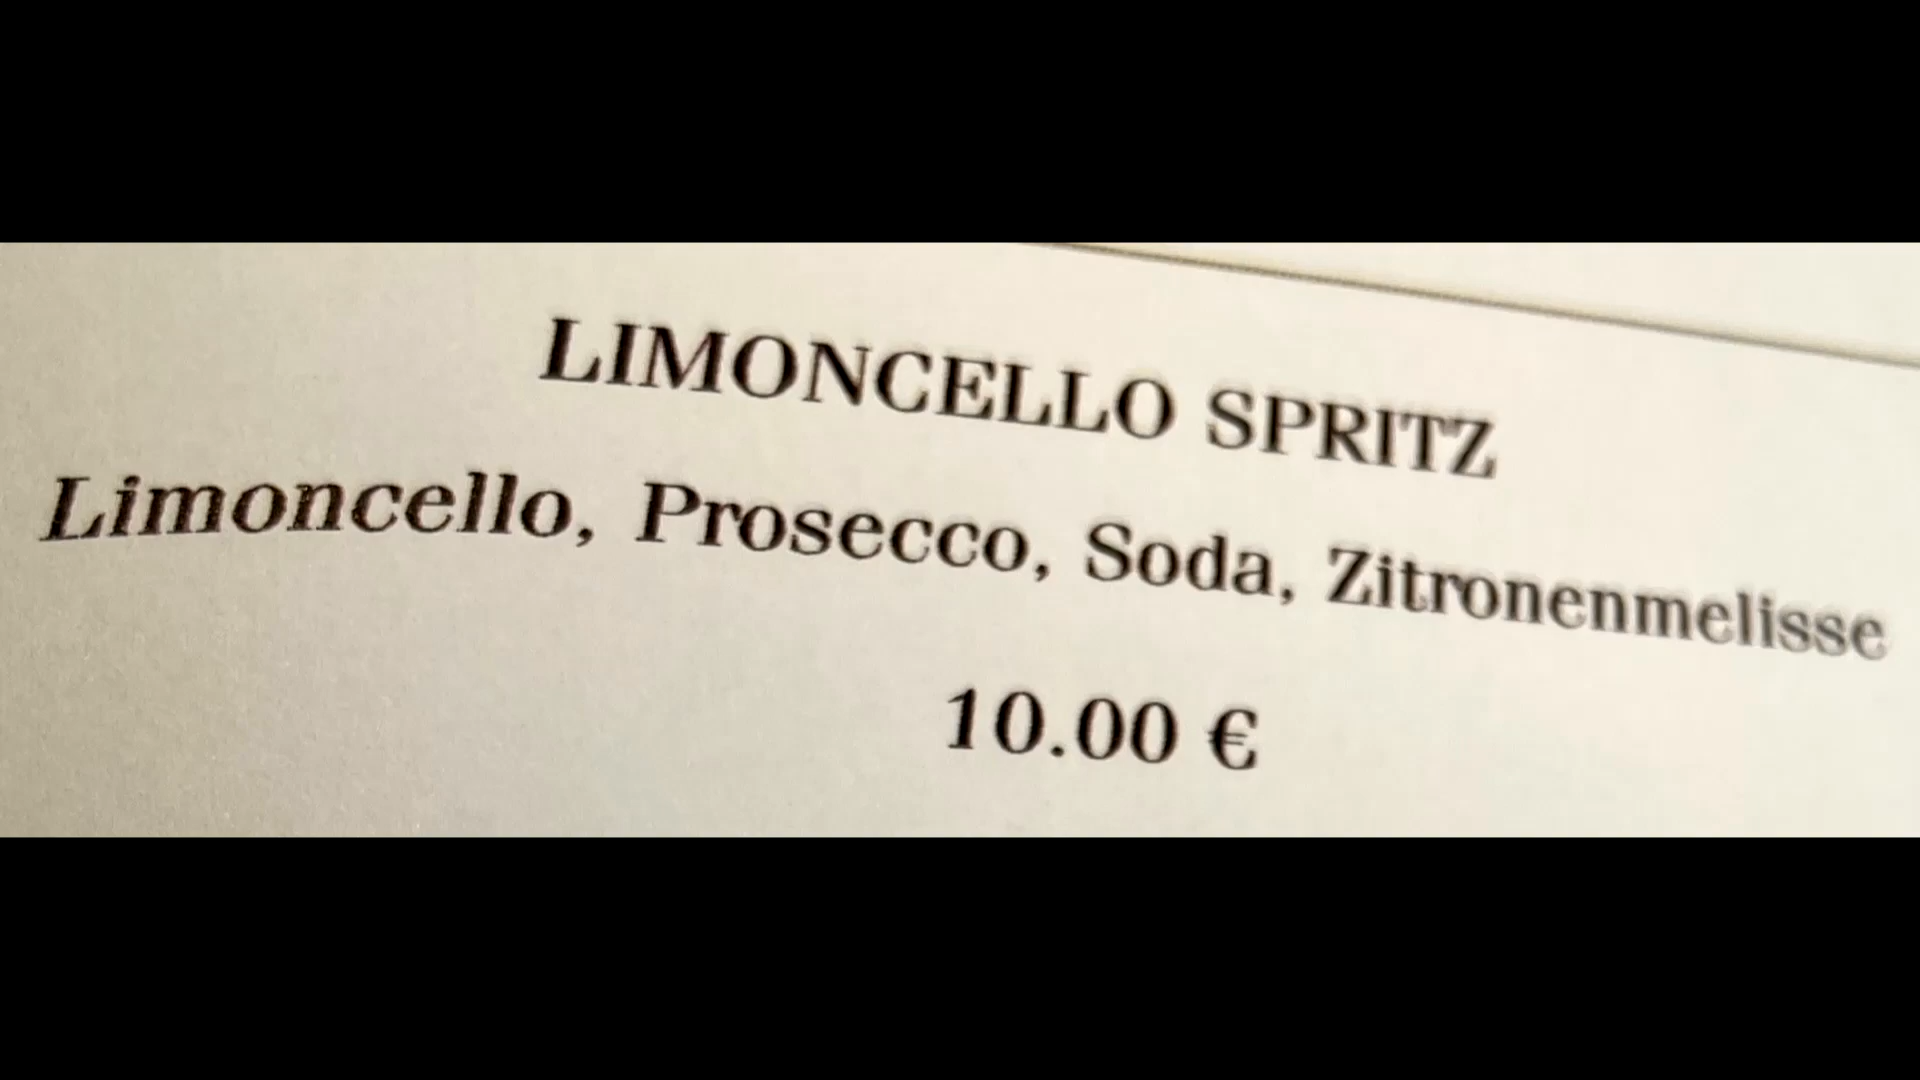 LIMONCELLO SPRITZ
Limoncello, Prosecco, Soda, Zitronenmelisse
10.00 €